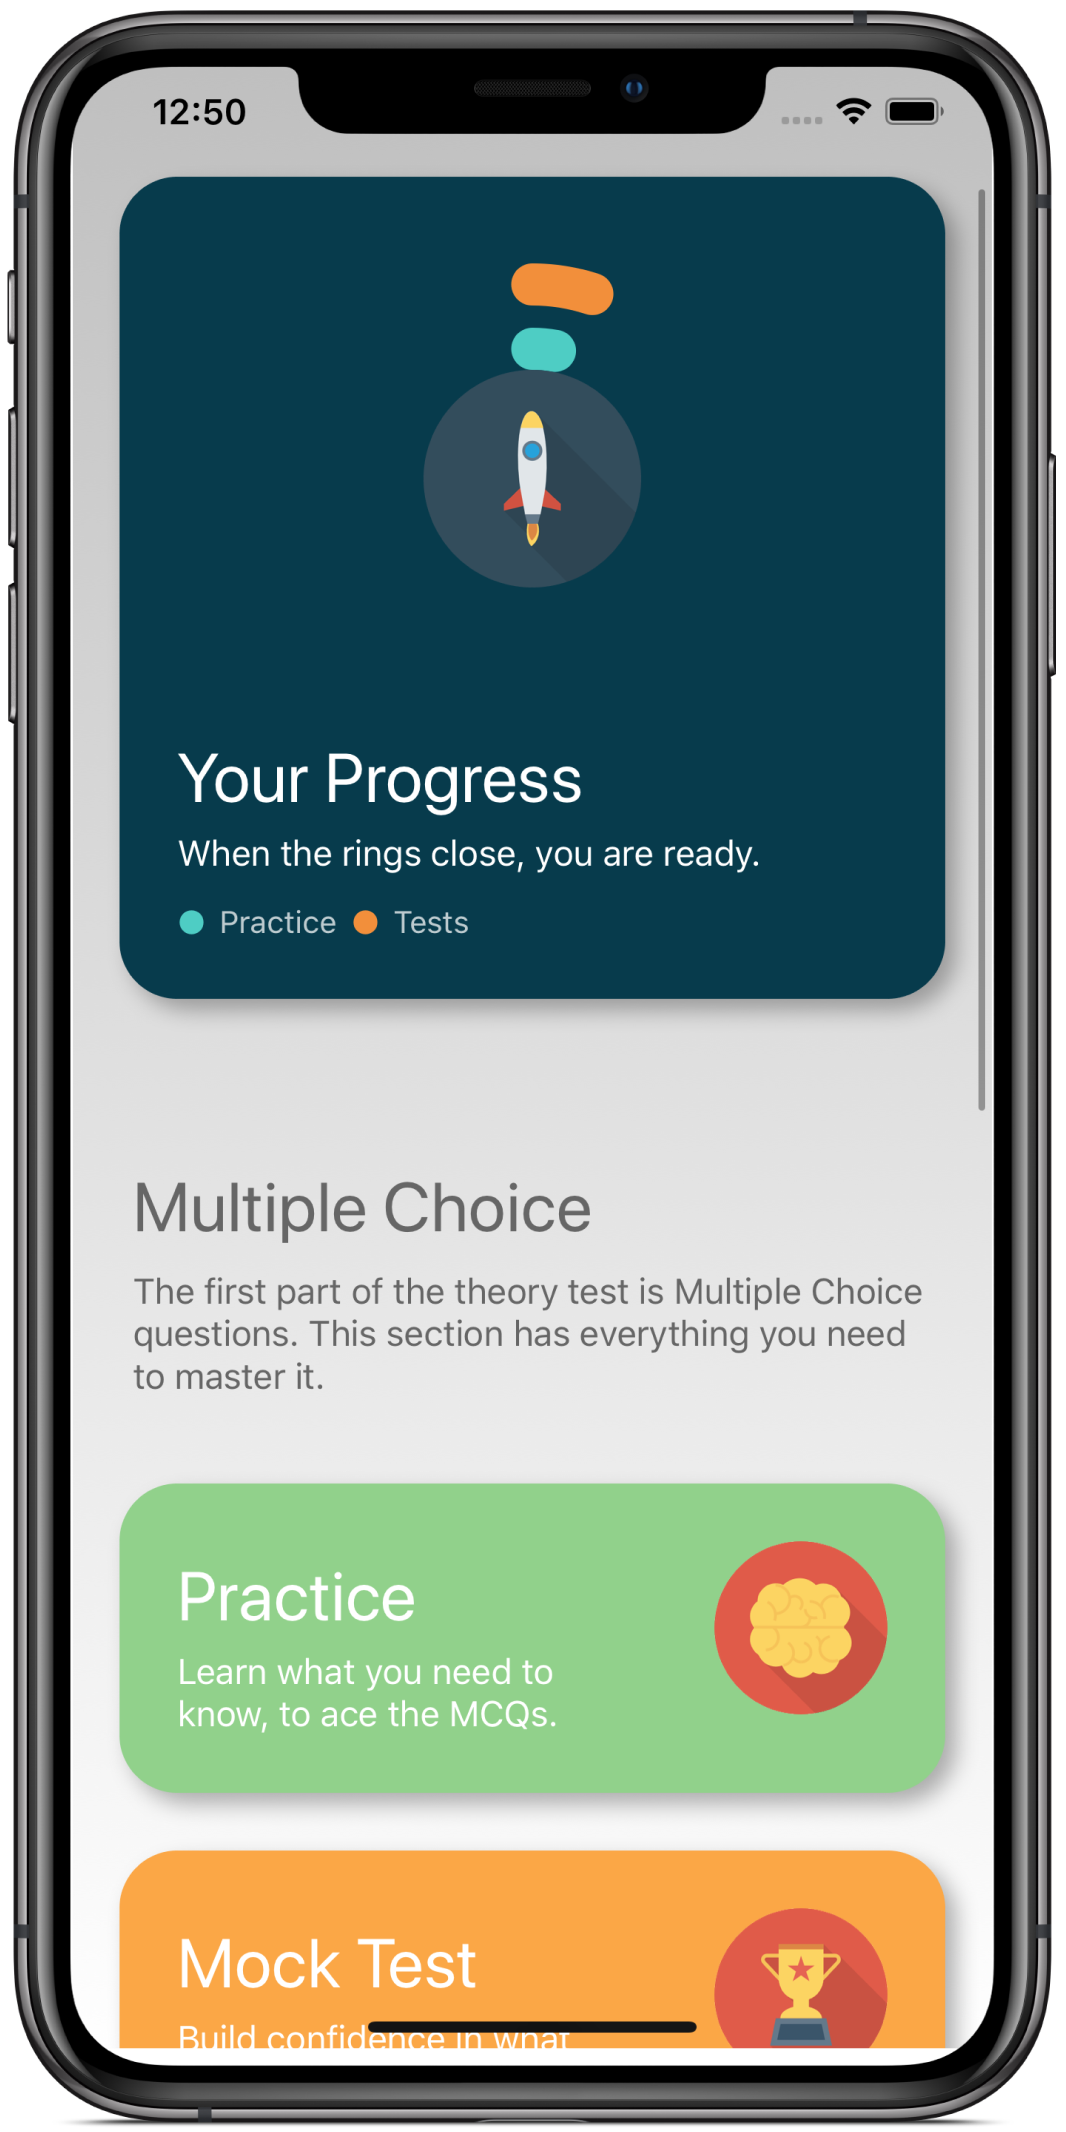 12:50
Your Progress
When the rings close, you are ready.
Practice Tests
Multiple Choice
The first part of the theory test is Multiple Choice
questions. This section has everything you need
to master it.
Practice
Learn what you need to
know, to ace the MCQs.
Mock Test
Build confidence in what